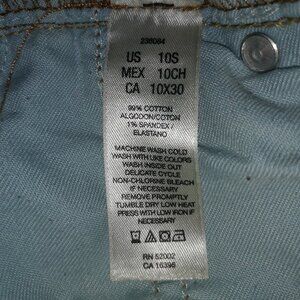 236084
US 10S
MEX 10CH
CA 10X30
99% COTTON
ALGODON/COTON
1% SPANDEX/
ELASTANO
MACHINE WASH COLD
WASH WITH LIKE COLORS
WASH INSIDE OUT
DELICATE CYCLE
NON-CHLORINE BLEACH
IF NECESSARY
REMOVE PROMPTLY
TUMBLE DRY LOW HEAT
PRESS WITH LOW IRON IF
NECESSARY
RN 52002
CA 16396